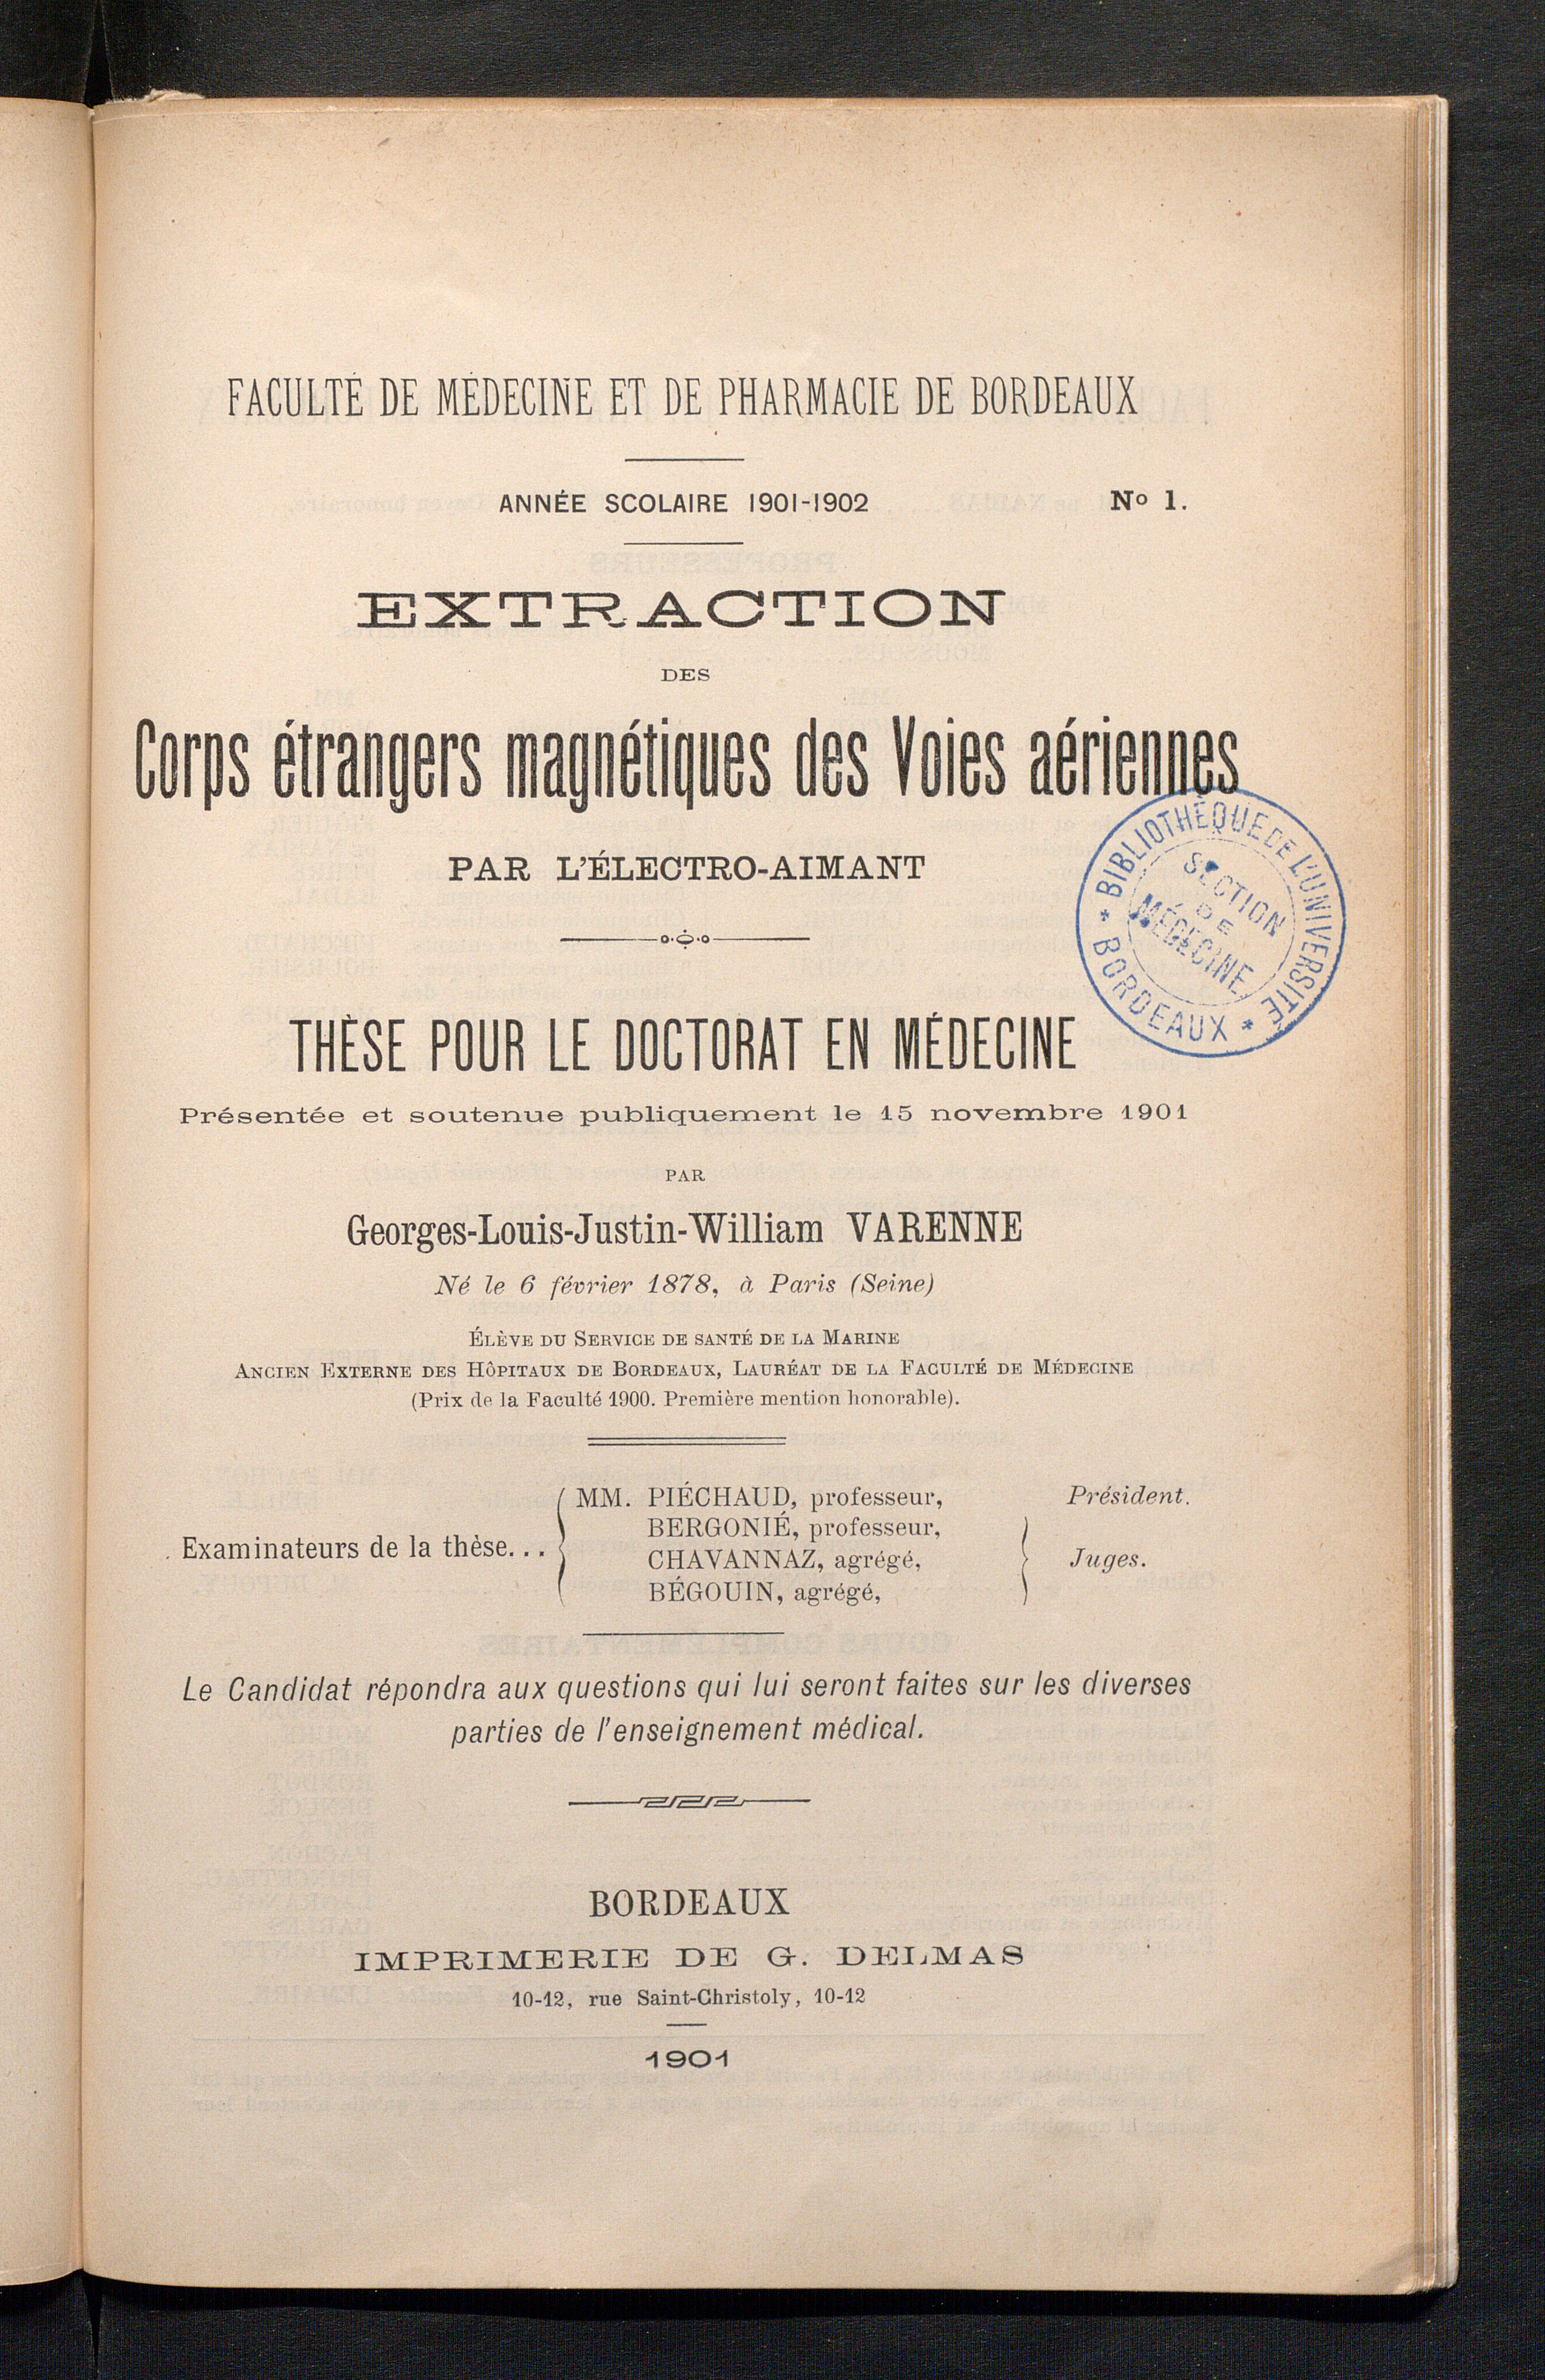 FACULTÉ DE MÉDECINE ET DE PHARMACIE DE BORDEAUX
ANNÉE SCOLAIRE 1901-1902 No 1.
EXTRACTION
DES
Corps étrangers magnétiques des Voies aériennes
PAR L'ÉLECTRO-AIMANT
BIBLIOTHÈQUE DE L'UNIVERSITÉ * BORDEAUX *
SECTION
DE
MÉDECINE
THÈSE POUR LE DOCTORAT EN MÉDECINE
Présentée et soutenue publiquement le 15 novembre 1901
PAR
Georges-Louis-Justin-William VARENNE
Né le 6 février 1878, à Paris (Seine)
ÉLÈVE DU SERVICE DE SANTÉ DE LA MARINE
ANCIEN EXTERNE DES HÔPITAUX DE BORDEAUX, LAURÉAT DE LA FACULTÉ DE MÉDECINE
(Prix de la Faculté 1900. Première mention honorable).
MM. PIÉCHAUD, professeur, Président.
BERGONIÉ, professeur,
Examinateurs de la thèse... CHAVANNAZ, agrégé, Juges.
BÉGOUIN, agrégé,
Le Candidat répondra aux questions qui lui seront faites sur les diverses
parties de l'enseignement médical.
BORDEAUX
IMPRIMERIE DE G. DELMAS
10-12, rue Saint-Christoly, 10-12
1901